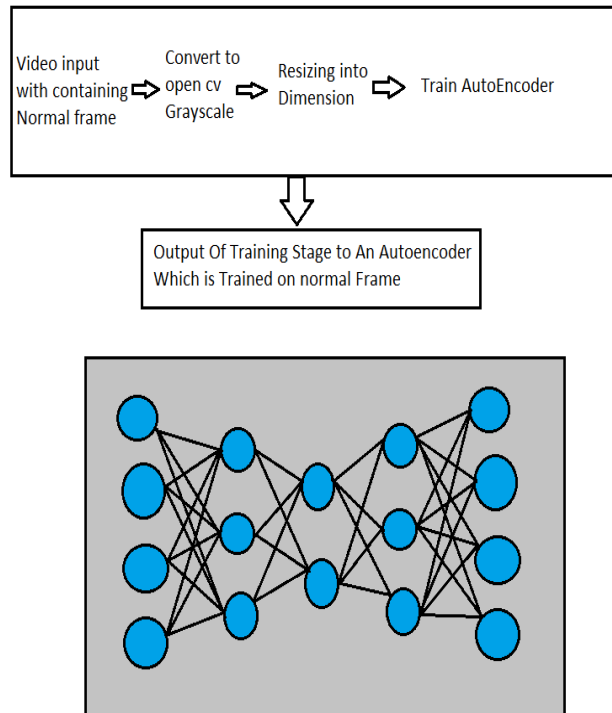 Video input
with containing
Normal frame
Convert to
open cv
Grayscale
Resizing into
Dimension
Train AutoEncoder
Output Of Training Stage to An Autoencoder
Which is Trained on normal Frame